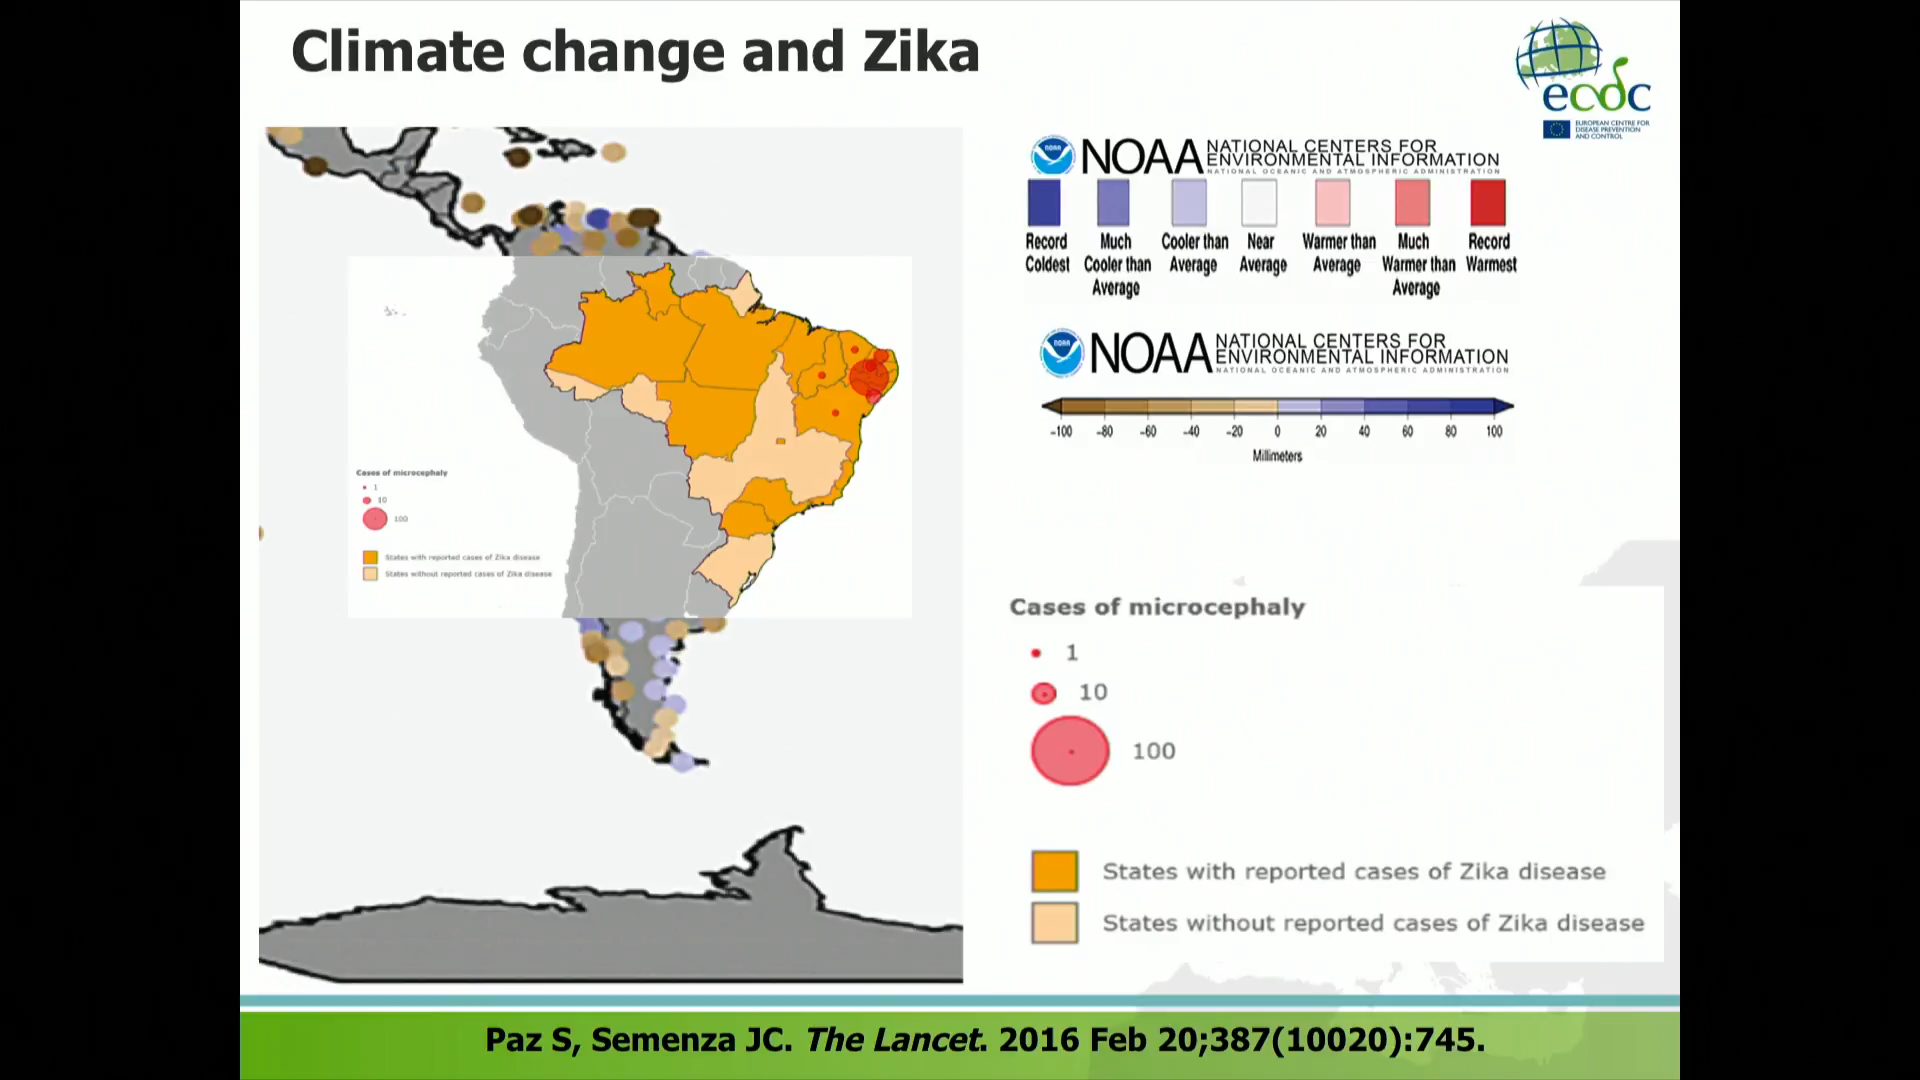 Climate change and Zika
ecdc
EUROPEAN CENTRE FOR
DISEASE PREVENTION
AND CONTROL
NOAA
NATIONAL CENTERS FOR
ENVIRONMENTAL INFORMATION
NATIONAL OCEANIC AND ATMOSPHERIC ADMINISTRATION
Record Coldest
Much Cooler than Average
Cooler than Average
Near Average
Warmer than Average
Much Warmer than Average
Record Warmest
NOAA
NATIONAL CENTERS FOR
ENVIRONMENTAL INFORMATION
NATIONAL OCEANIC AND ATMOSPHERIC ADMINISTRATION
-100 -80 -60 -40 -20 0 20 40 60 80 100
Millimeters
Cases of microcephaly
1
10
100
States with reported cases of Zika disease
States without reported cases of Zika disease
Cases of microcephaly
1
10
100
States with reported cases of Zika disease
States without reported cases of Zika disease
Paz S, Semenza JC. The Lancet. 2016 Feb 20;387(10020):745.